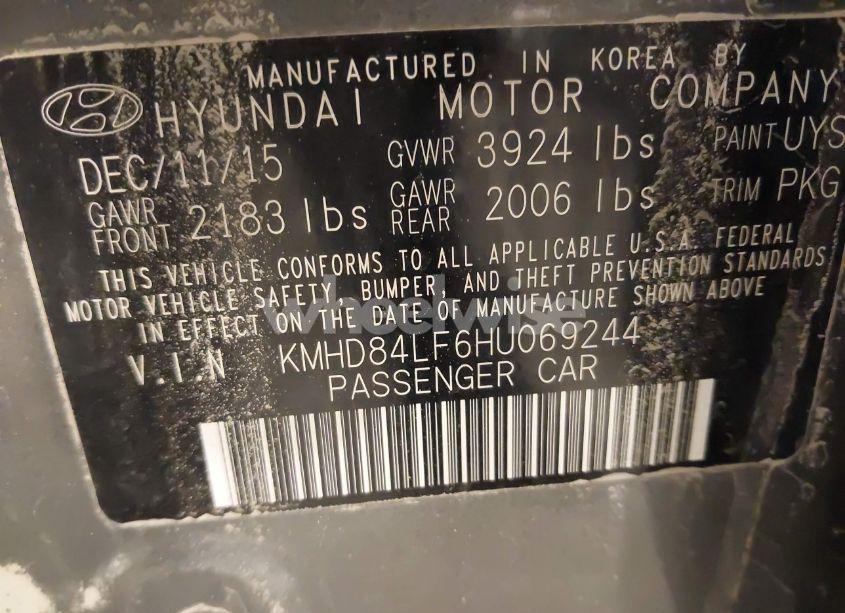 MANUFACTURED IN KOREA BY
HYUNDAI MOTOR COMPANY
DEC/11/15 GVWR 3924 lbs PAINT UYS
GAWR FRONT 2183 lbs GAWR REAR 2006 lbs TRIM PKG
THIS VEHICLE CONFORMS TO ALL APPLICABLE U.S.A. FEDERAL
MOTOR VEHICLE SAFETY, BUMPER, AND THEFT PREVENTION STANDARDS
IN EFFECT ON THE DATE OF MANUFACTURE SHOWN ABOVE
V.I.N KMHD84LF6HU069244
PASSENGER CAR
wheelwise